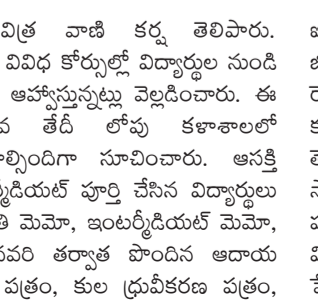 విత్ర వాణి కర్ష తెలిపారు.
వివిధ కోర్సుల్లో విద్యార్థుల నుండి
ఆహ్వాస్తున్నట్లు వెల్లడించారు. ఈ
వ తేదీ లోపు కళాశాలలో
ాల్సిందిగా సూచించారు. ఆసక్తి
్మీడియట్ పూర్తి చేసిన విద్యార్థులు
తి మెమో, ఇంటర్మీడియట్ మెమో,
నవరి తర్వాత పొందిన ఆదాయ
పత్రం, కుల ధ్రువీకరణ పత్రం,